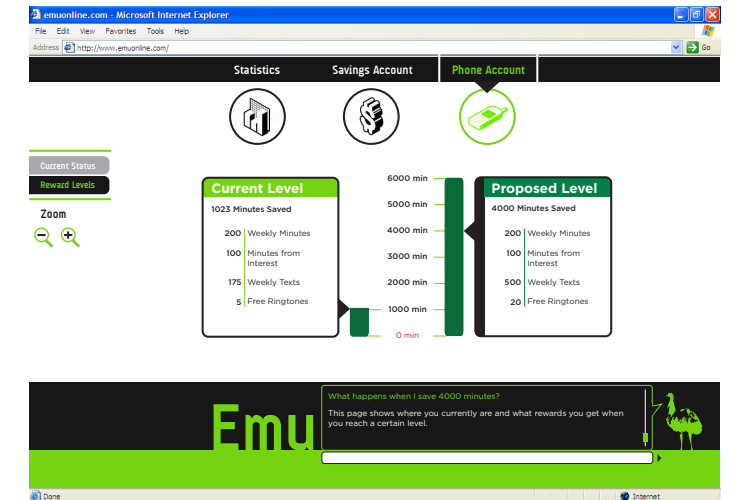 emuonline.com - Microsoft Internet Explorer
File Edit View Favorites Tools Help
Address http://www.emuonline.com/ Go
Statistics Savings Account Phone Account
Current Status
Reward Levels
Zoom
Current Level
1023 Minutes Saved
200 Weekly Minutes
100 Minutes from
Interest
175 Weekly Texts
5 Free Ringtones
6000 min
5000 min
4000 min
3000 min
2000 min
1000 min
0 min
Proposed Level
4000 Minutes Saved
200 Weekly Minutes
100 Minutes from
Interest
500 Weekly Texts
20 Free Ringtones
Emu
What happens when I save 4000 minutes?
This page shows where you currently are and what rewards you get when
you reach a certain level.
Done Internet